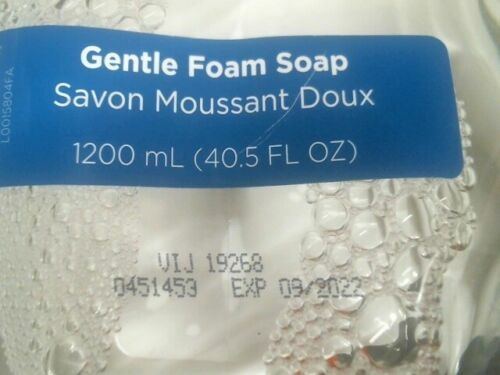 Gentle Foam Soap
Savon Moussant Doux
1200 mL (40.5 FL OZ)
L0015804FA
VIJ 19268
0451453 EXP 09/2022